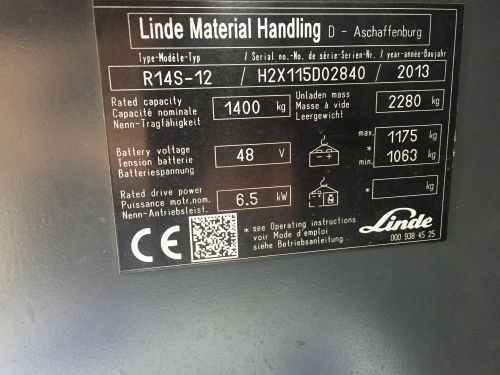 Linde Material Handling D - Aschaffenburg
Type-Modèle-Typ / Serial no.-No. de série-Serien-Nr. / year-année-Baujahr
R14S-12 / H2X115D02840 / 2013
Rated capacity
Capacité nominale
Nenn-Tragfähigkeit
1400 kg
Unladen mass
Masse à vide
Leergewicht
2280 kg
Battery voltage
Tension batterie
Batteriespannung
48 V
max. 1175 kg
*
min. 1063 kg
Rated drive power
Puissance motr.nom.
Nenn-Antriebsleist.
6.5 kW
* kg
CE
* see Operating instructions
voir Mode d'emploi
siehe Betriebsanleitung
Linde
000 938 45 25